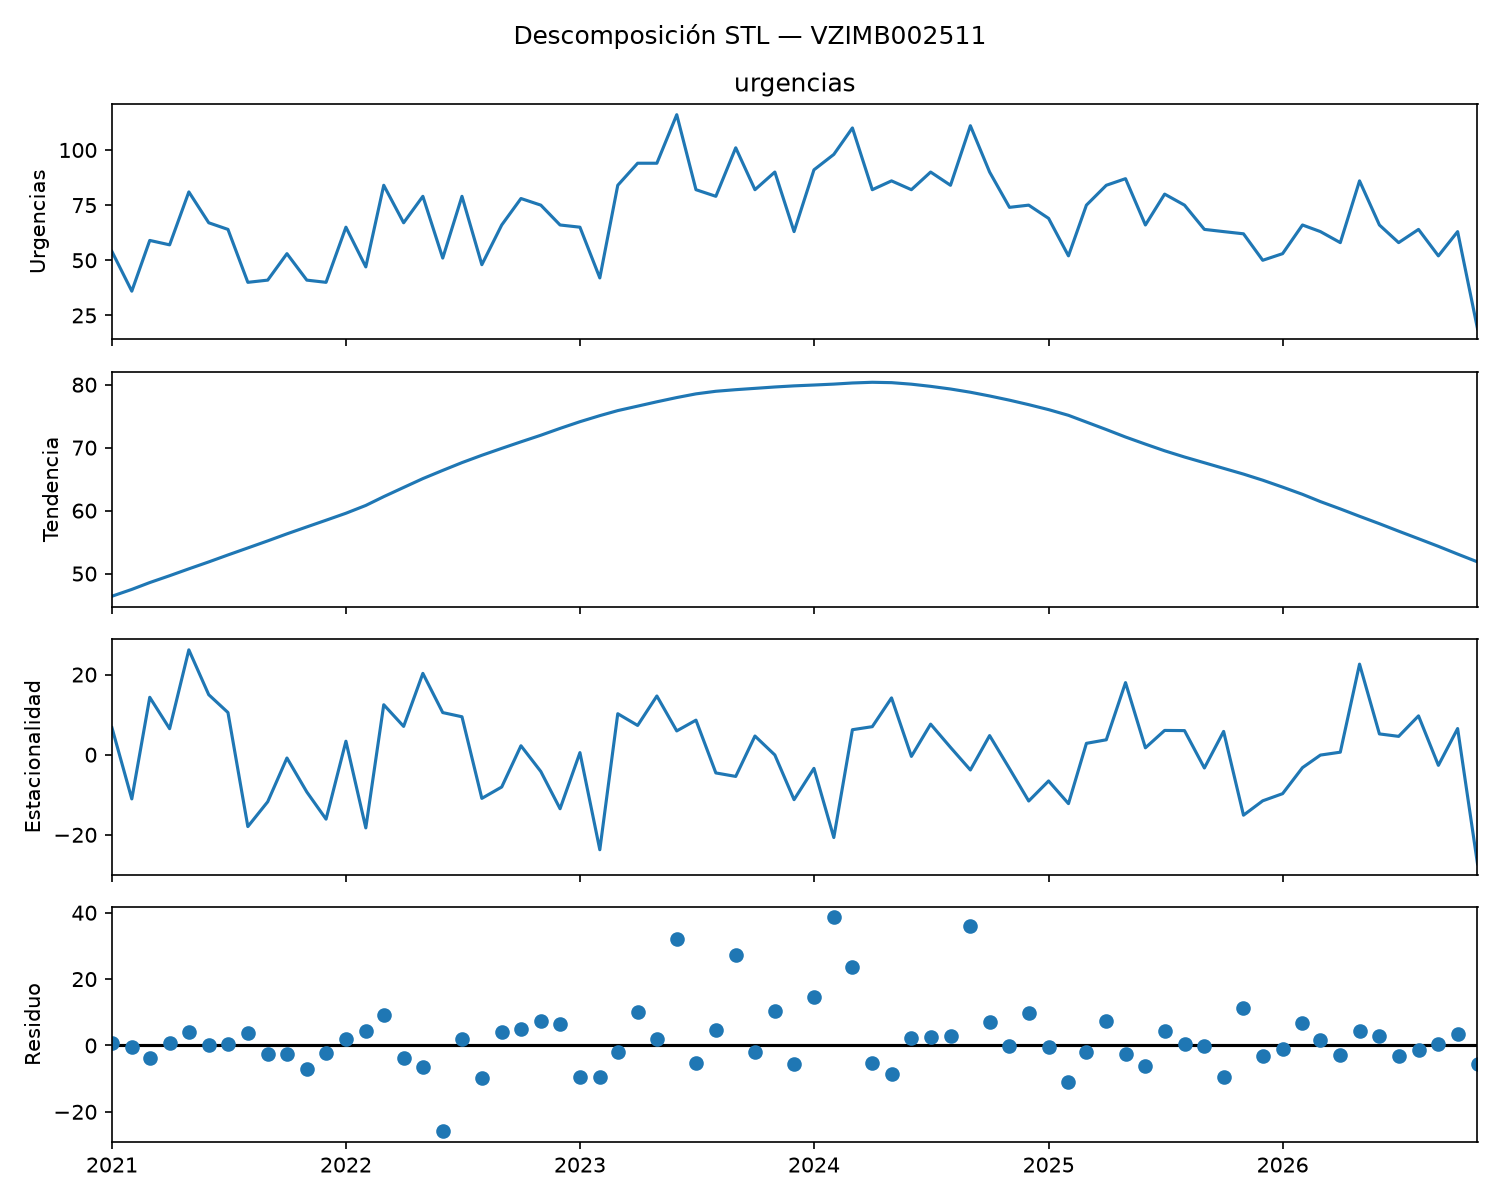 Descomposición STL — VZIMB002511
urgencias
Urgencias
100
75
50
25
Tendencia
80
70
60
50
Estacionalidad
20
0
−20
Residuo
40
20
0
−20
2021 2022 2023 2024 2025 2026